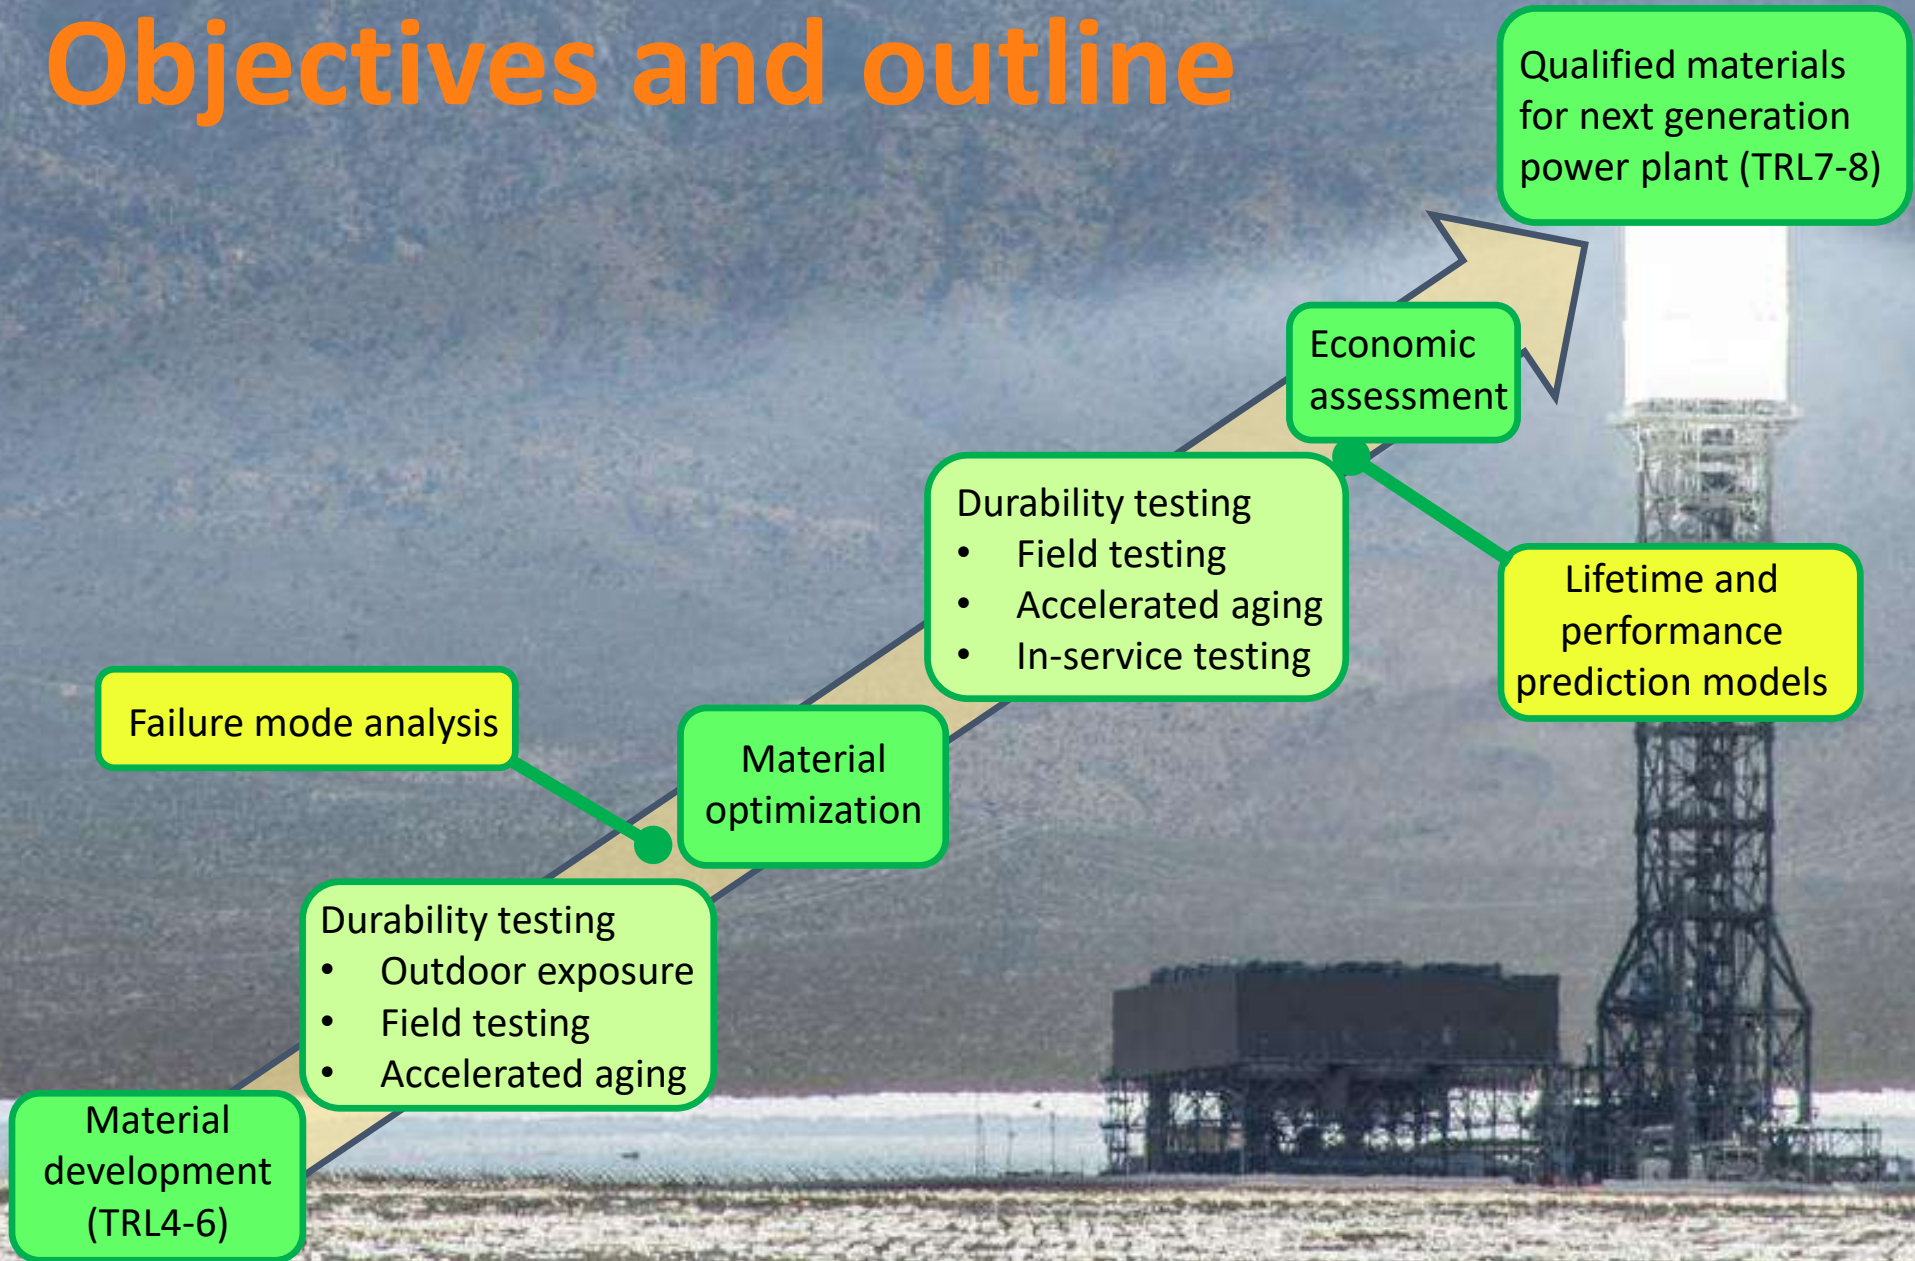 Objectives and outline
Qualified materials
for next generation
power plant (TRL7-8)
Economic
assessment
Durability testing
• Field testing
• Accelerated aging
• In-service testing
Lifetime and
performance
prediction models
Failure mode analysis
Material
optimization
Durability testing
• Outdoor exposure
• Field testing
• Accelerated aging
Material
development
(TRL4-6)